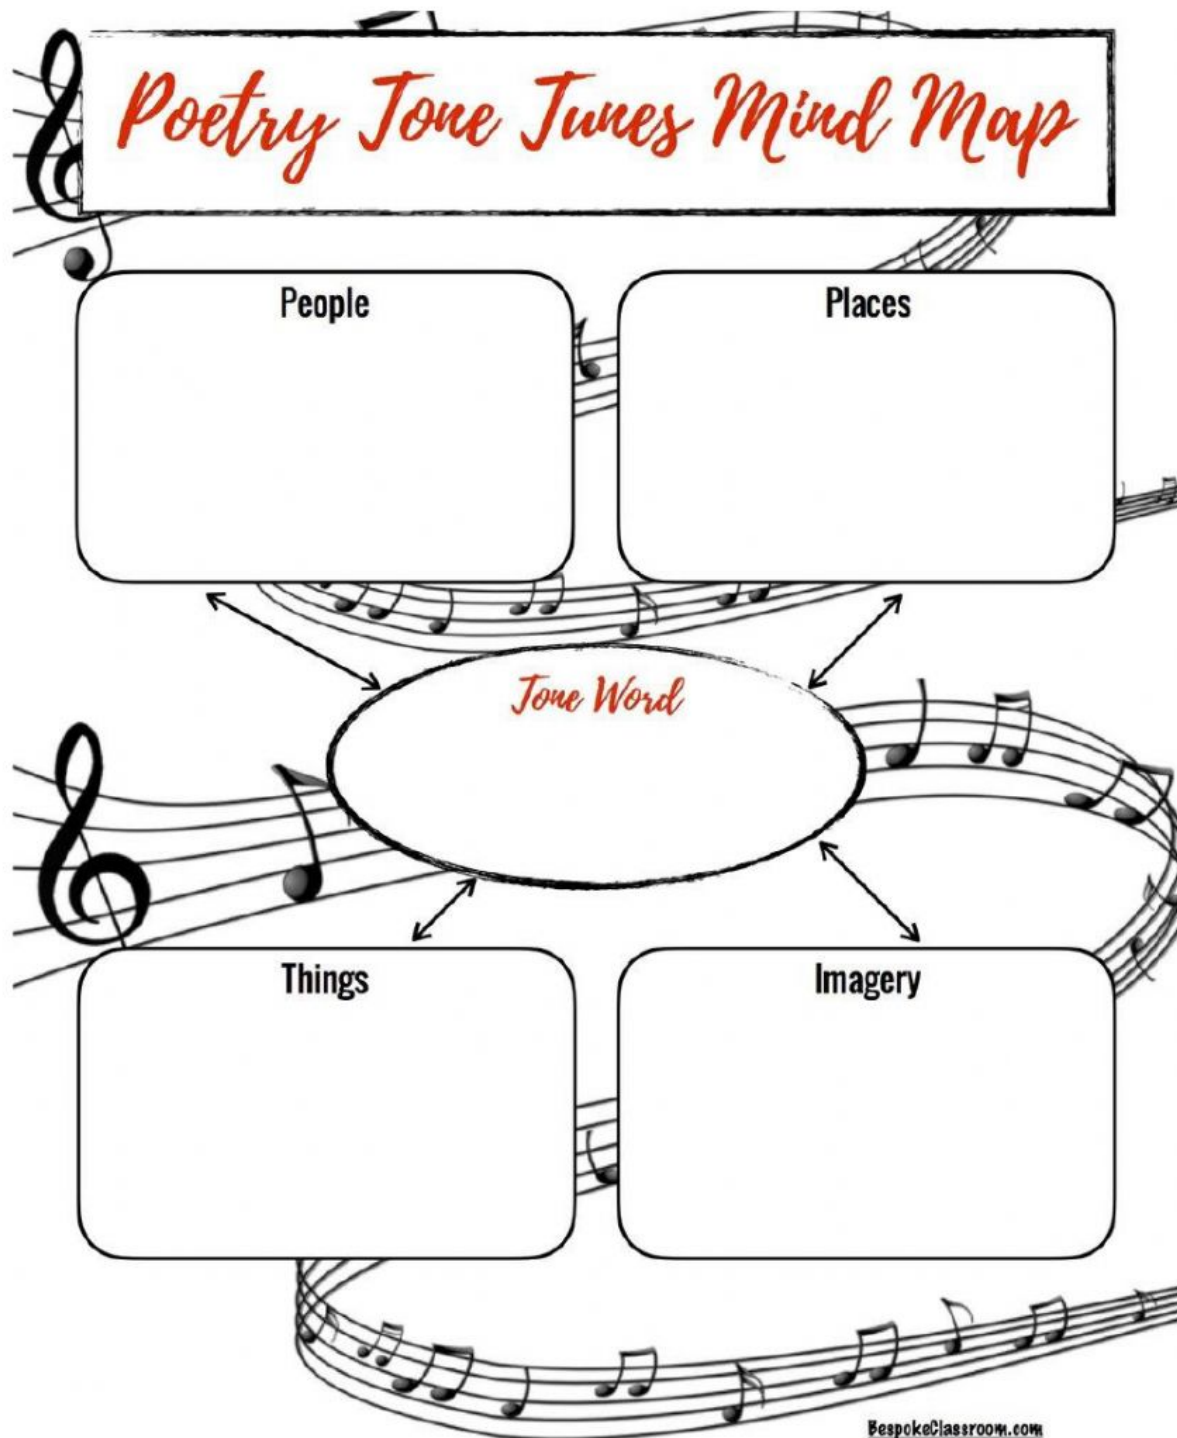 Poetry Tone Tunes Mind Map
People
Places
Tone Word
Things
Imagery
BespokeClassroom.com